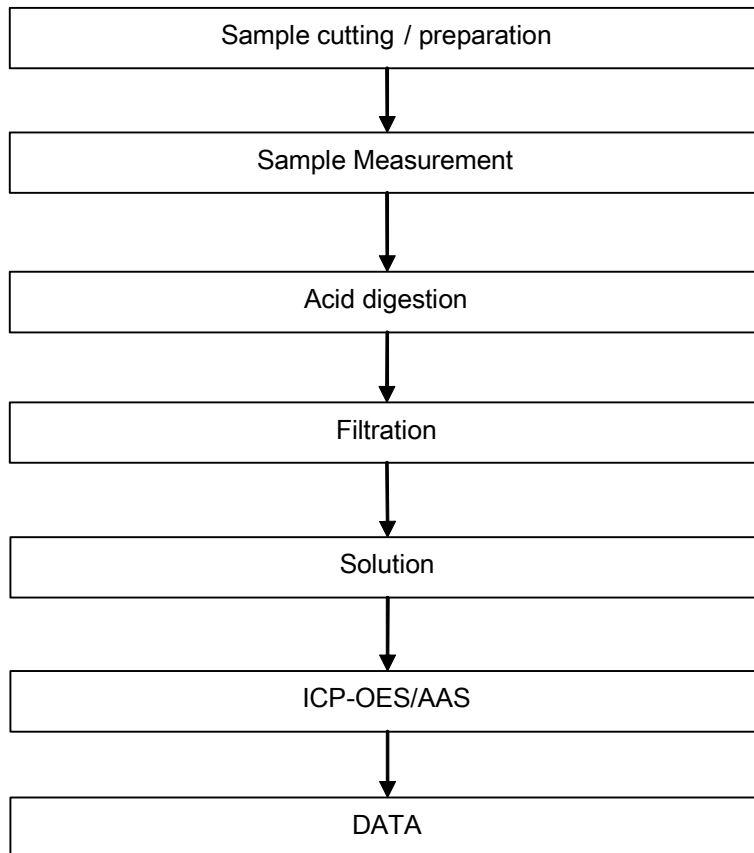 Sample cutting / preparation
Sample Measurement
Acid digestion
Filtration
Solution
ICP-OES/AAS
DATA